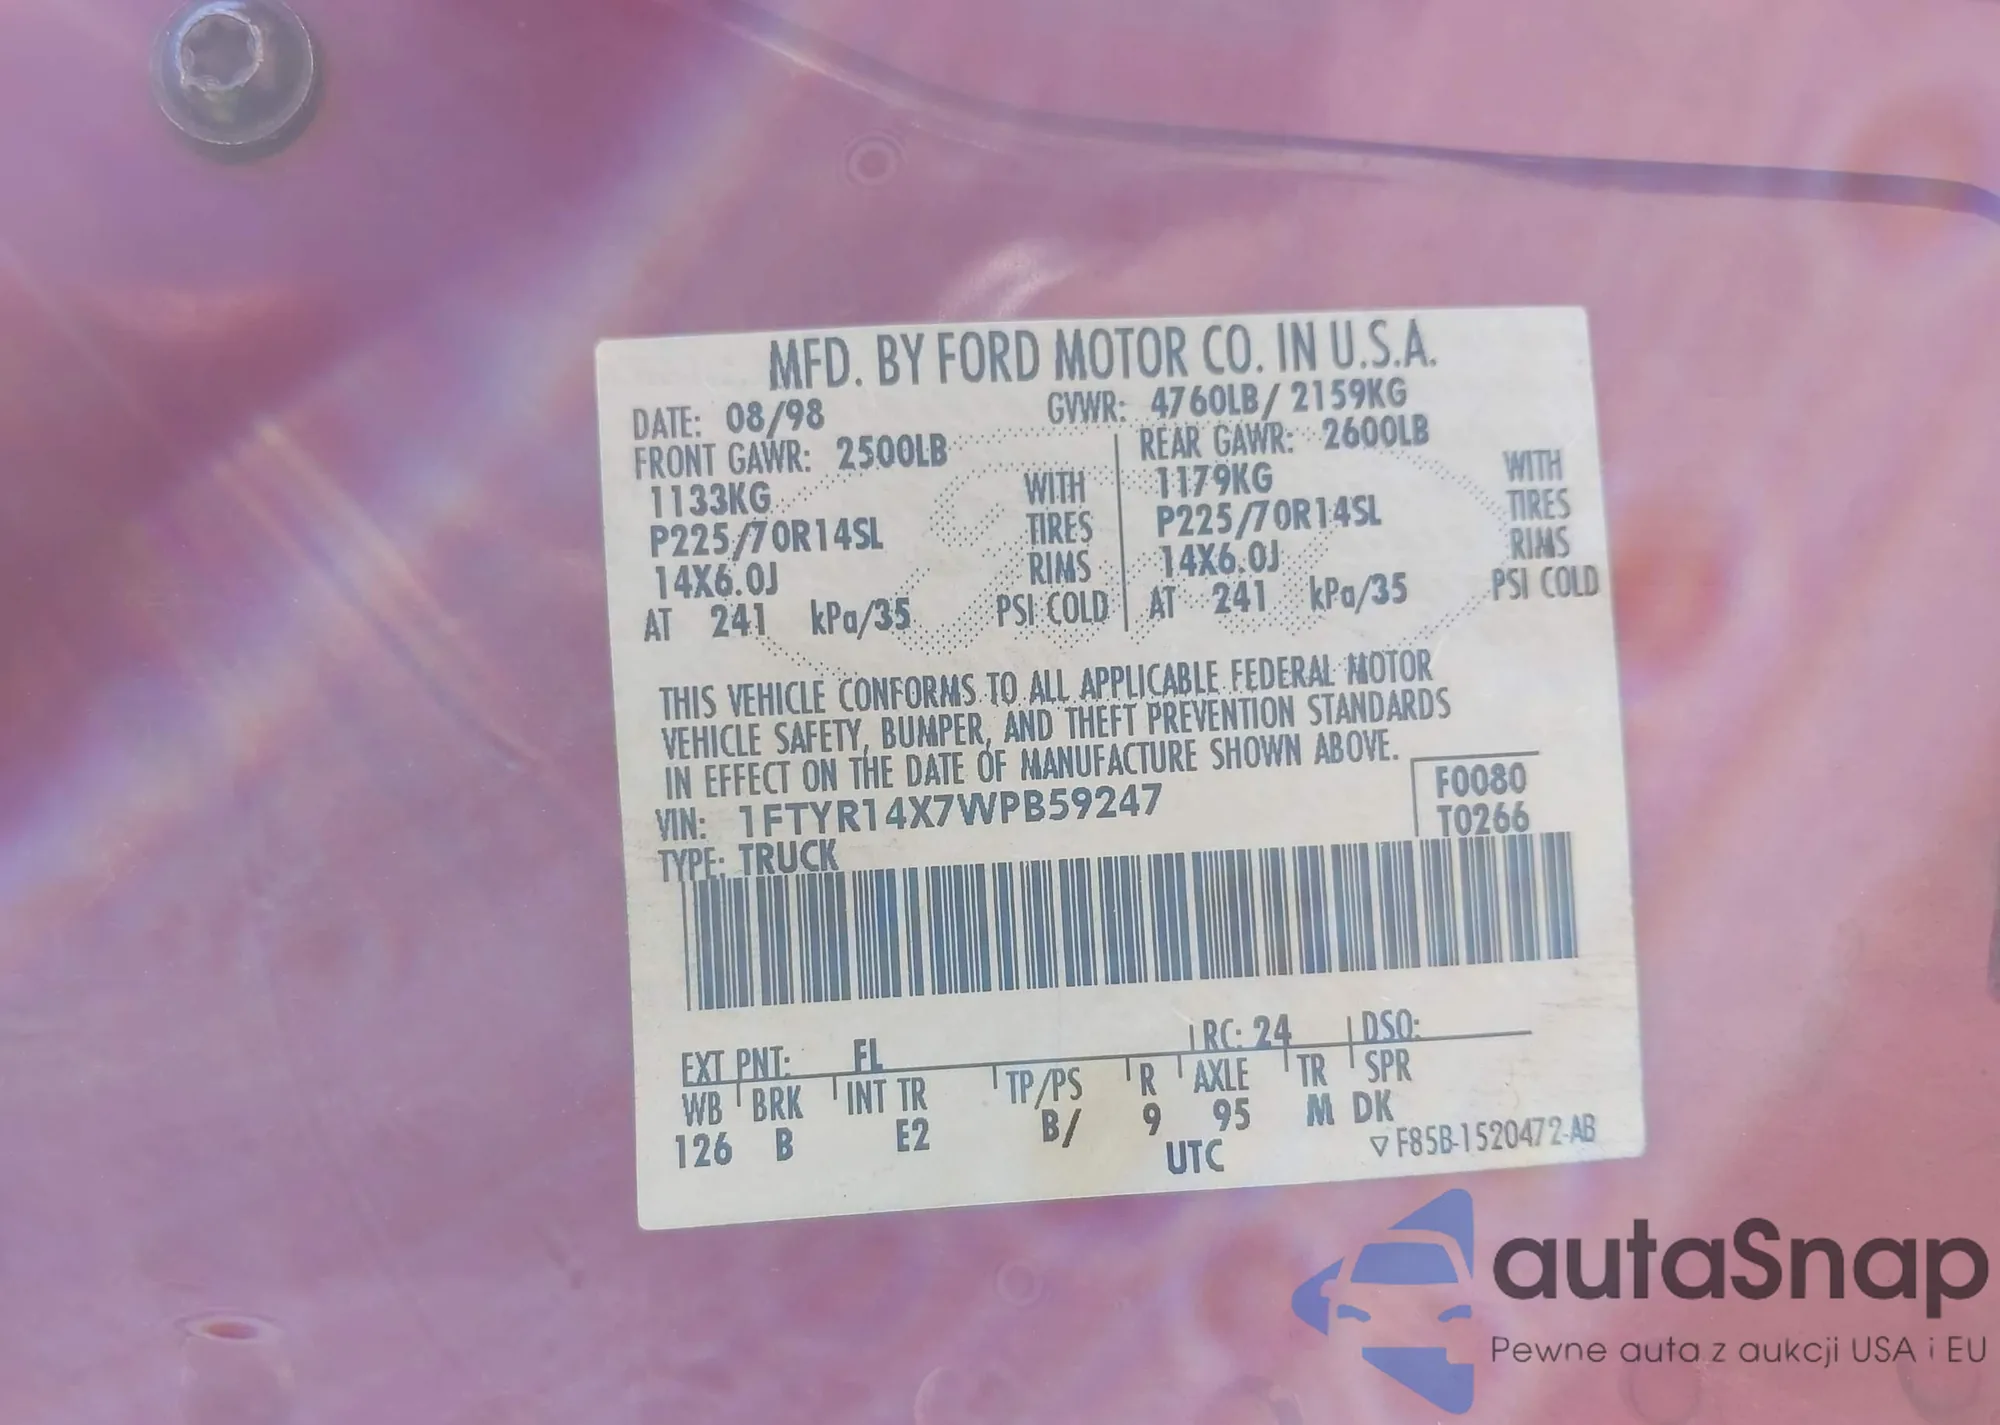 MFD. BY FORD MOTOR CO. IN U.S.A.
DATE: 08/98 GVWR: 4760LB/ 2159KG
FRONT GAWR: 2500LB REAR GAWR: 2600LB
1133KG WITH 1179KG WITH
P225/70R14SL TIRES P225/70R14SL TIRES
14X6.0J RIMS 14X6.0J RIMS
AT 241 kPa/35 PSI COLD AT 241 kPa/35 PSI COLD
THIS VEHICLE CONFORMS TO ALL APPLICABLE FEDERAL MOTOR
VEHICLE SAFETY, BUMPER, AND THEFT PREVENTION STANDARDS
IN EFFECT ON THE DATE OF MANUFACTURE SHOWN ABOVE.
VIN: 1FTYR14X7WPB59247 F0080
TYPE: TRUCK T0266
EXT PNT: FL RC: 24 DSO:
WB BRK INT TR TP/PS R AXLE TR SPR
126 B E2 B/ 9 95 M DK
UTC ▽F85B-1520472-AB
autaSnap
Pewne auta z aukcji USA i EU